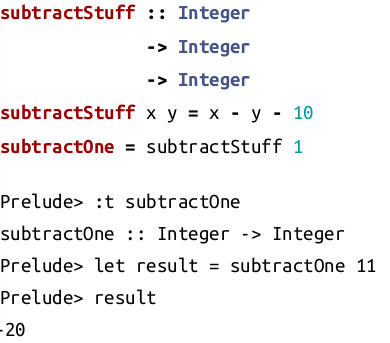 subtractStuff :: Integer
-> Integer
-> Integer
subtractStuff x y = x - y - 10
subtractOne = subtractStuff 1
Prelude> :t subtractOne
subtractOne :: Integer -> Integer
Prelude> let result = subtractOne 11
Prelude> result
-20